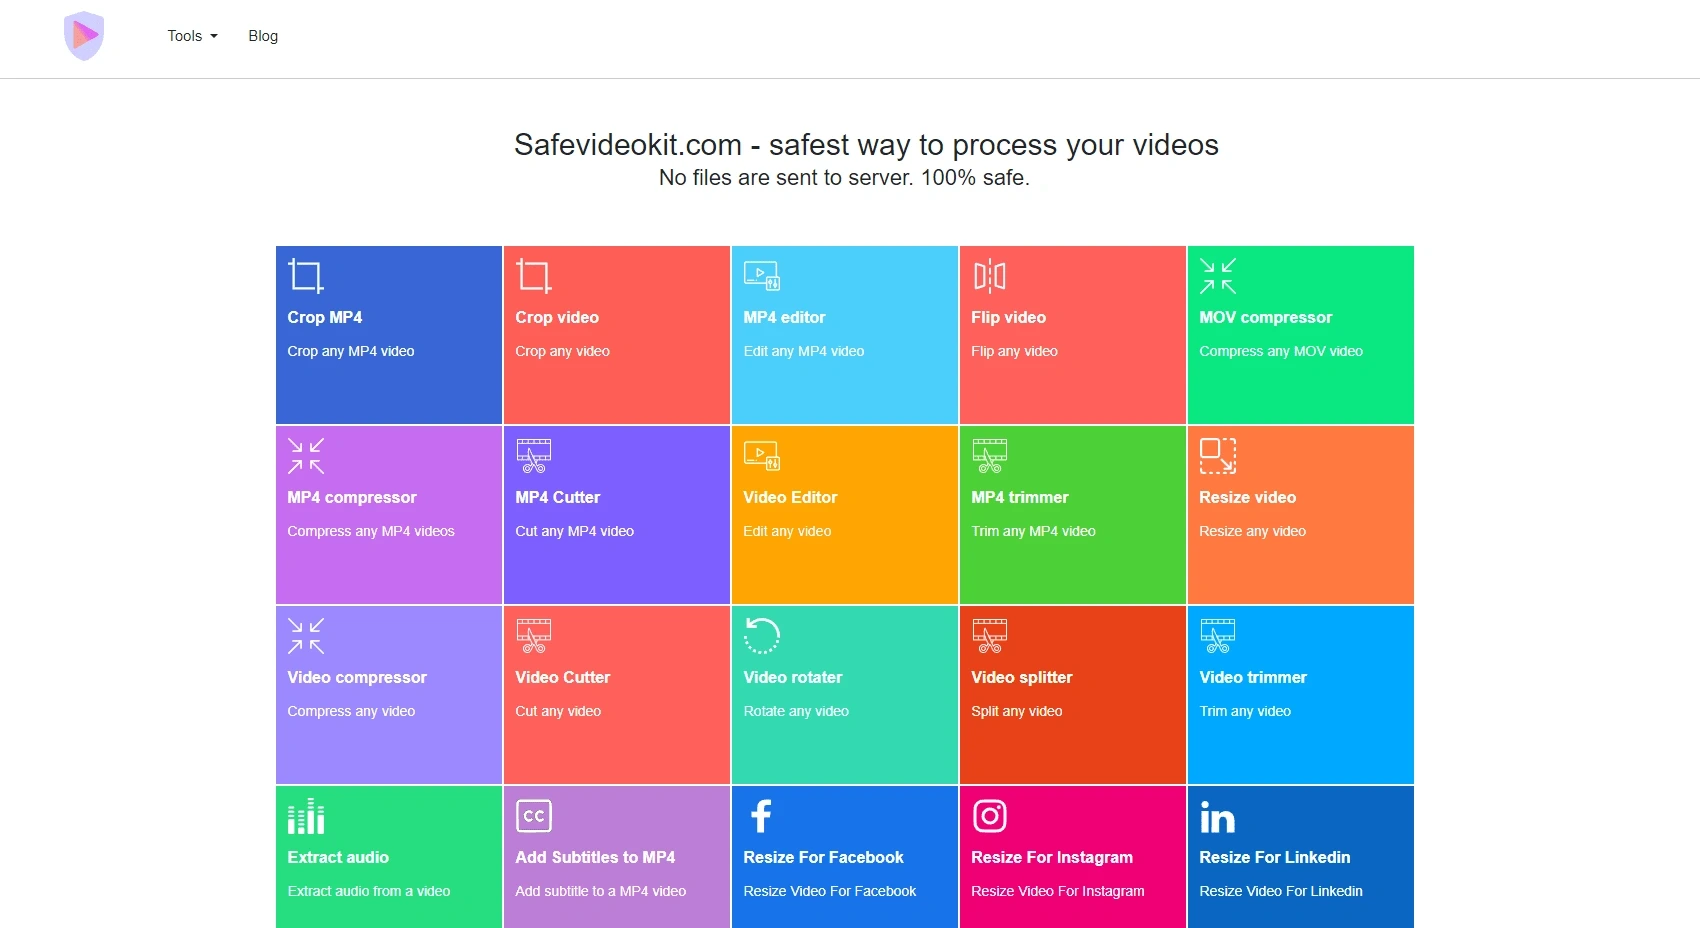 Tools Blog
Safevideokit.com - safest way to process your videos
No files are sent to server. 100% safe.
Crop MP4
Crop any MP4 video
Crop video
Crop any video
MP4 editor
Edit any MP4 video
Flip video
Flip any video
MOV compressor
Compress any MOV video
MP4 compressor
Compress any MP4 videos
MP4 Cutter
Cut any MP4 video
Video Editor
Edit any video
MP4 trimmer
Trim any MP4 video
Resize video
Resize any video
Video compressor
Compress any video
Video Cutter
Cut any video
Video rotater
Rotate any video
Video splitter
Split any video
Video trimmer
Trim any video
Extract audio
Extract audio from a video
CC
Add Subtitles to MP4
Add subtitle to a MP4 video
f
Resize For Facebook
Resize Video For Facebook
Resize For Instagram
Resize Video For Instagram
in
Resize For Linkedin
Resize Video For Linkedin